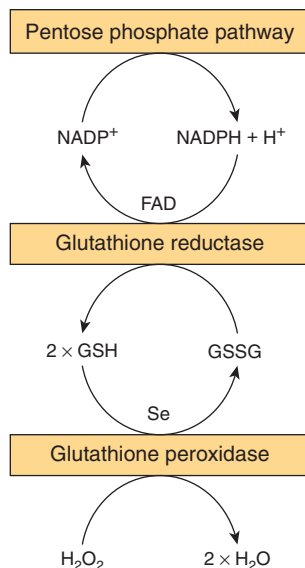 Pentose phosphate pathway
NADP⁺ NADPH + H⁺
FAD
Glutathione reductase
2 × GSH GSSG
Se
Glutathione peroxidase
H₂O₂ 2 × H₂O